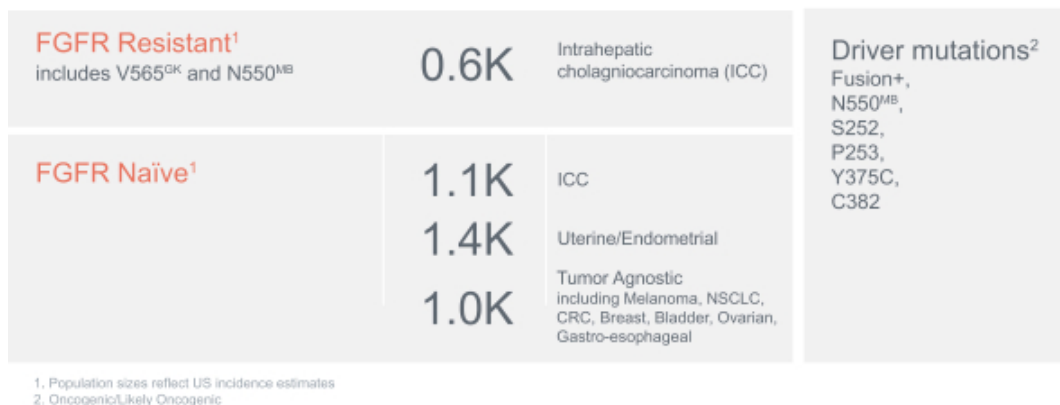 FGFR Resistant¹
includes V565ᴳᴷ and N550ᴹᴮ
0.6K
Intrahepatic
cholagniocarcinoma (ICC)
FGFR Naïve¹
1.1K
ICC
1.4K
Uterine/Endometrial
1.0K
Tumor Agnostic
including Melanoma, NSCLC,
CRC, Breast, Bladder, Ovarian,
Gastro-esophageal
Driver mutations²
Fusion+,
N550ᴹᴮ,
S252,
P253,
Y375C,
C382
1. Population sizes reflect US incidence estimates
2. Oncogenic/Likely Oncogenic